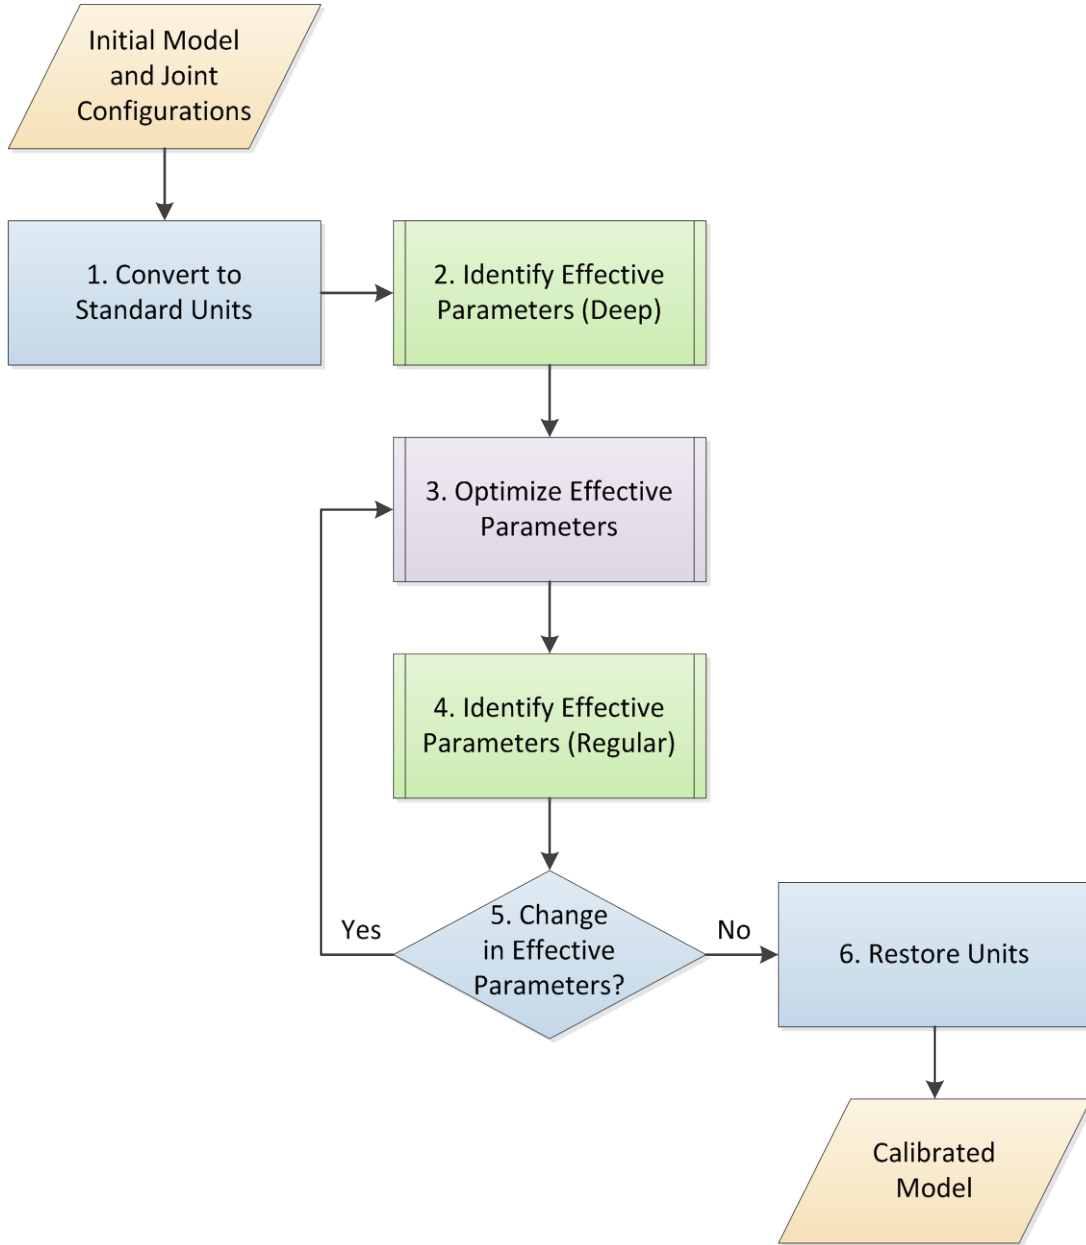 Initial Model
and Joint
Configurations
1. Convert to
Standard Units
2. Identify Effective
Parameters (Deep)
3. Optimize Effective
Parameters
4. Identify Effective
Parameters (Regular)
5. Change
in Effective
Parameters?
Yes
No
6. Restore Units
Calibrated
Model